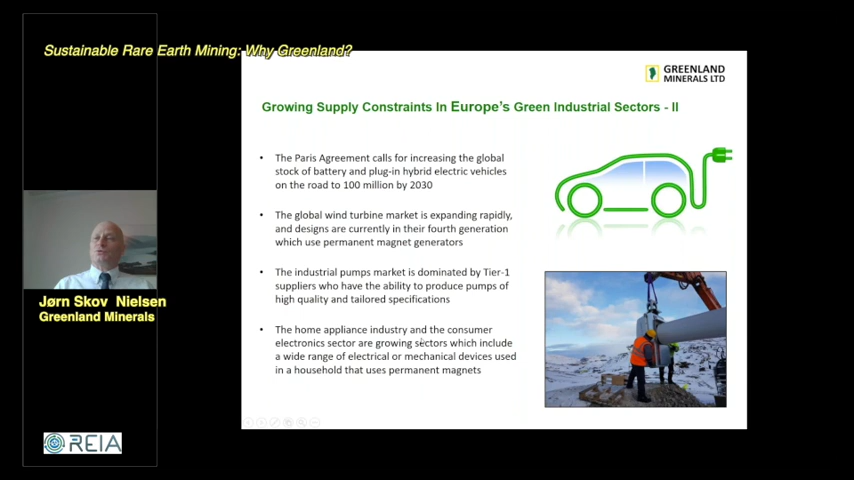 Sustainable Rare Earth Mining: Why Greenland?
GREENLAND
MINERALS LTD
Growing Supply Constraints In Europe's Green Industrial Sectors - II
• The Paris Agreement calls for increasing the global
stock of battery and plug-in hybrid electric vehicles
on the road to 100 million by 2030
• The global wind turbine market is expanding rapidly,
and designs are currently in their fourth generation
which use permanent magnet generators
• The industrial pumps market is dominated by Tier-1
suppliers who have the ability to produce pumps of
high quality and tailored specifications
• The home appliance industry and the consumer
electronics sector are growing sectors which include
a wide range of electrical or mechanical devices used
in a household that uses permanent magnets
Jørn Skov Nielsen
Greenland Minerals
REIA